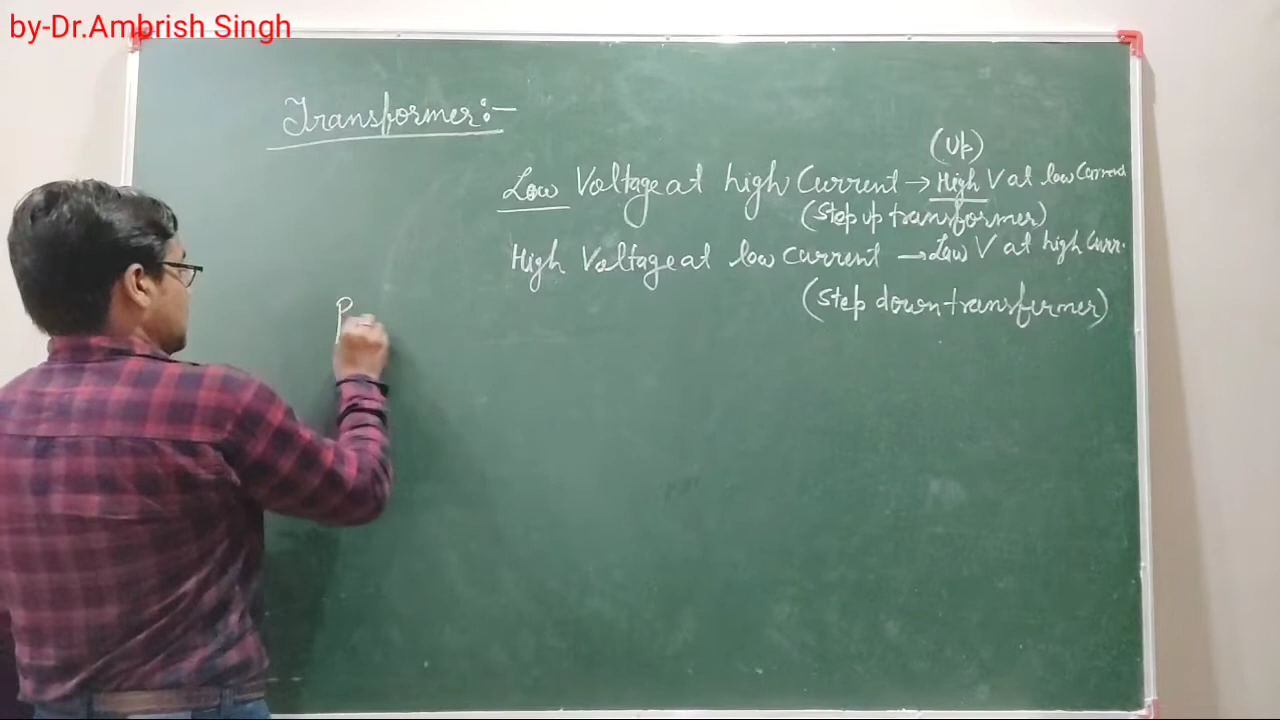 by-Dr.Ambrish Singh
Transformer:-
(Up)
Low Voltage at high Current → High V at low Current
(Step up transformer)
High Voltage at low current → Low V at high Curr.
(Step down transformer)
P